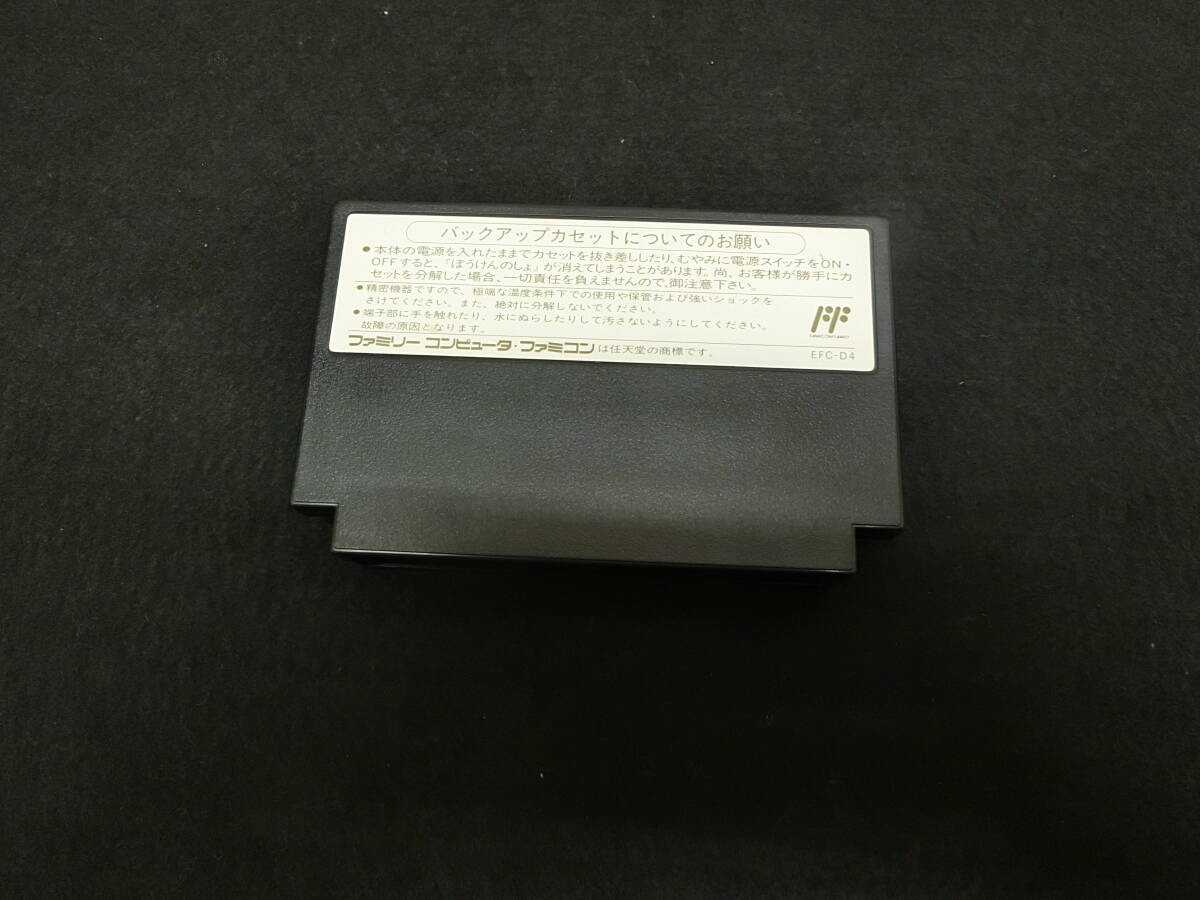 バックアップカセットについてのお願い
●本体の電源を入れたままでカセットを抜き差ししたり、むやみに電源スイッチをON・
OFFすると、『ぼうけんのしょ』が消えてしまうことがあります。尚、お客様が勝手にカ
セットを分解した場合、一切責任を負えませんので、御注意下さい。
●精密機器ですので、極端な温度条件下での使用や保管および強いショックを
さけてください。また、絶対に分解しないでください。
●端子部に手を触れたり、水にぬらしたりして汚さないようにしてください。
故障の原因となります。
ファミリーコンピュータ・ファミコンは任天堂の商標です。
EFC-D4